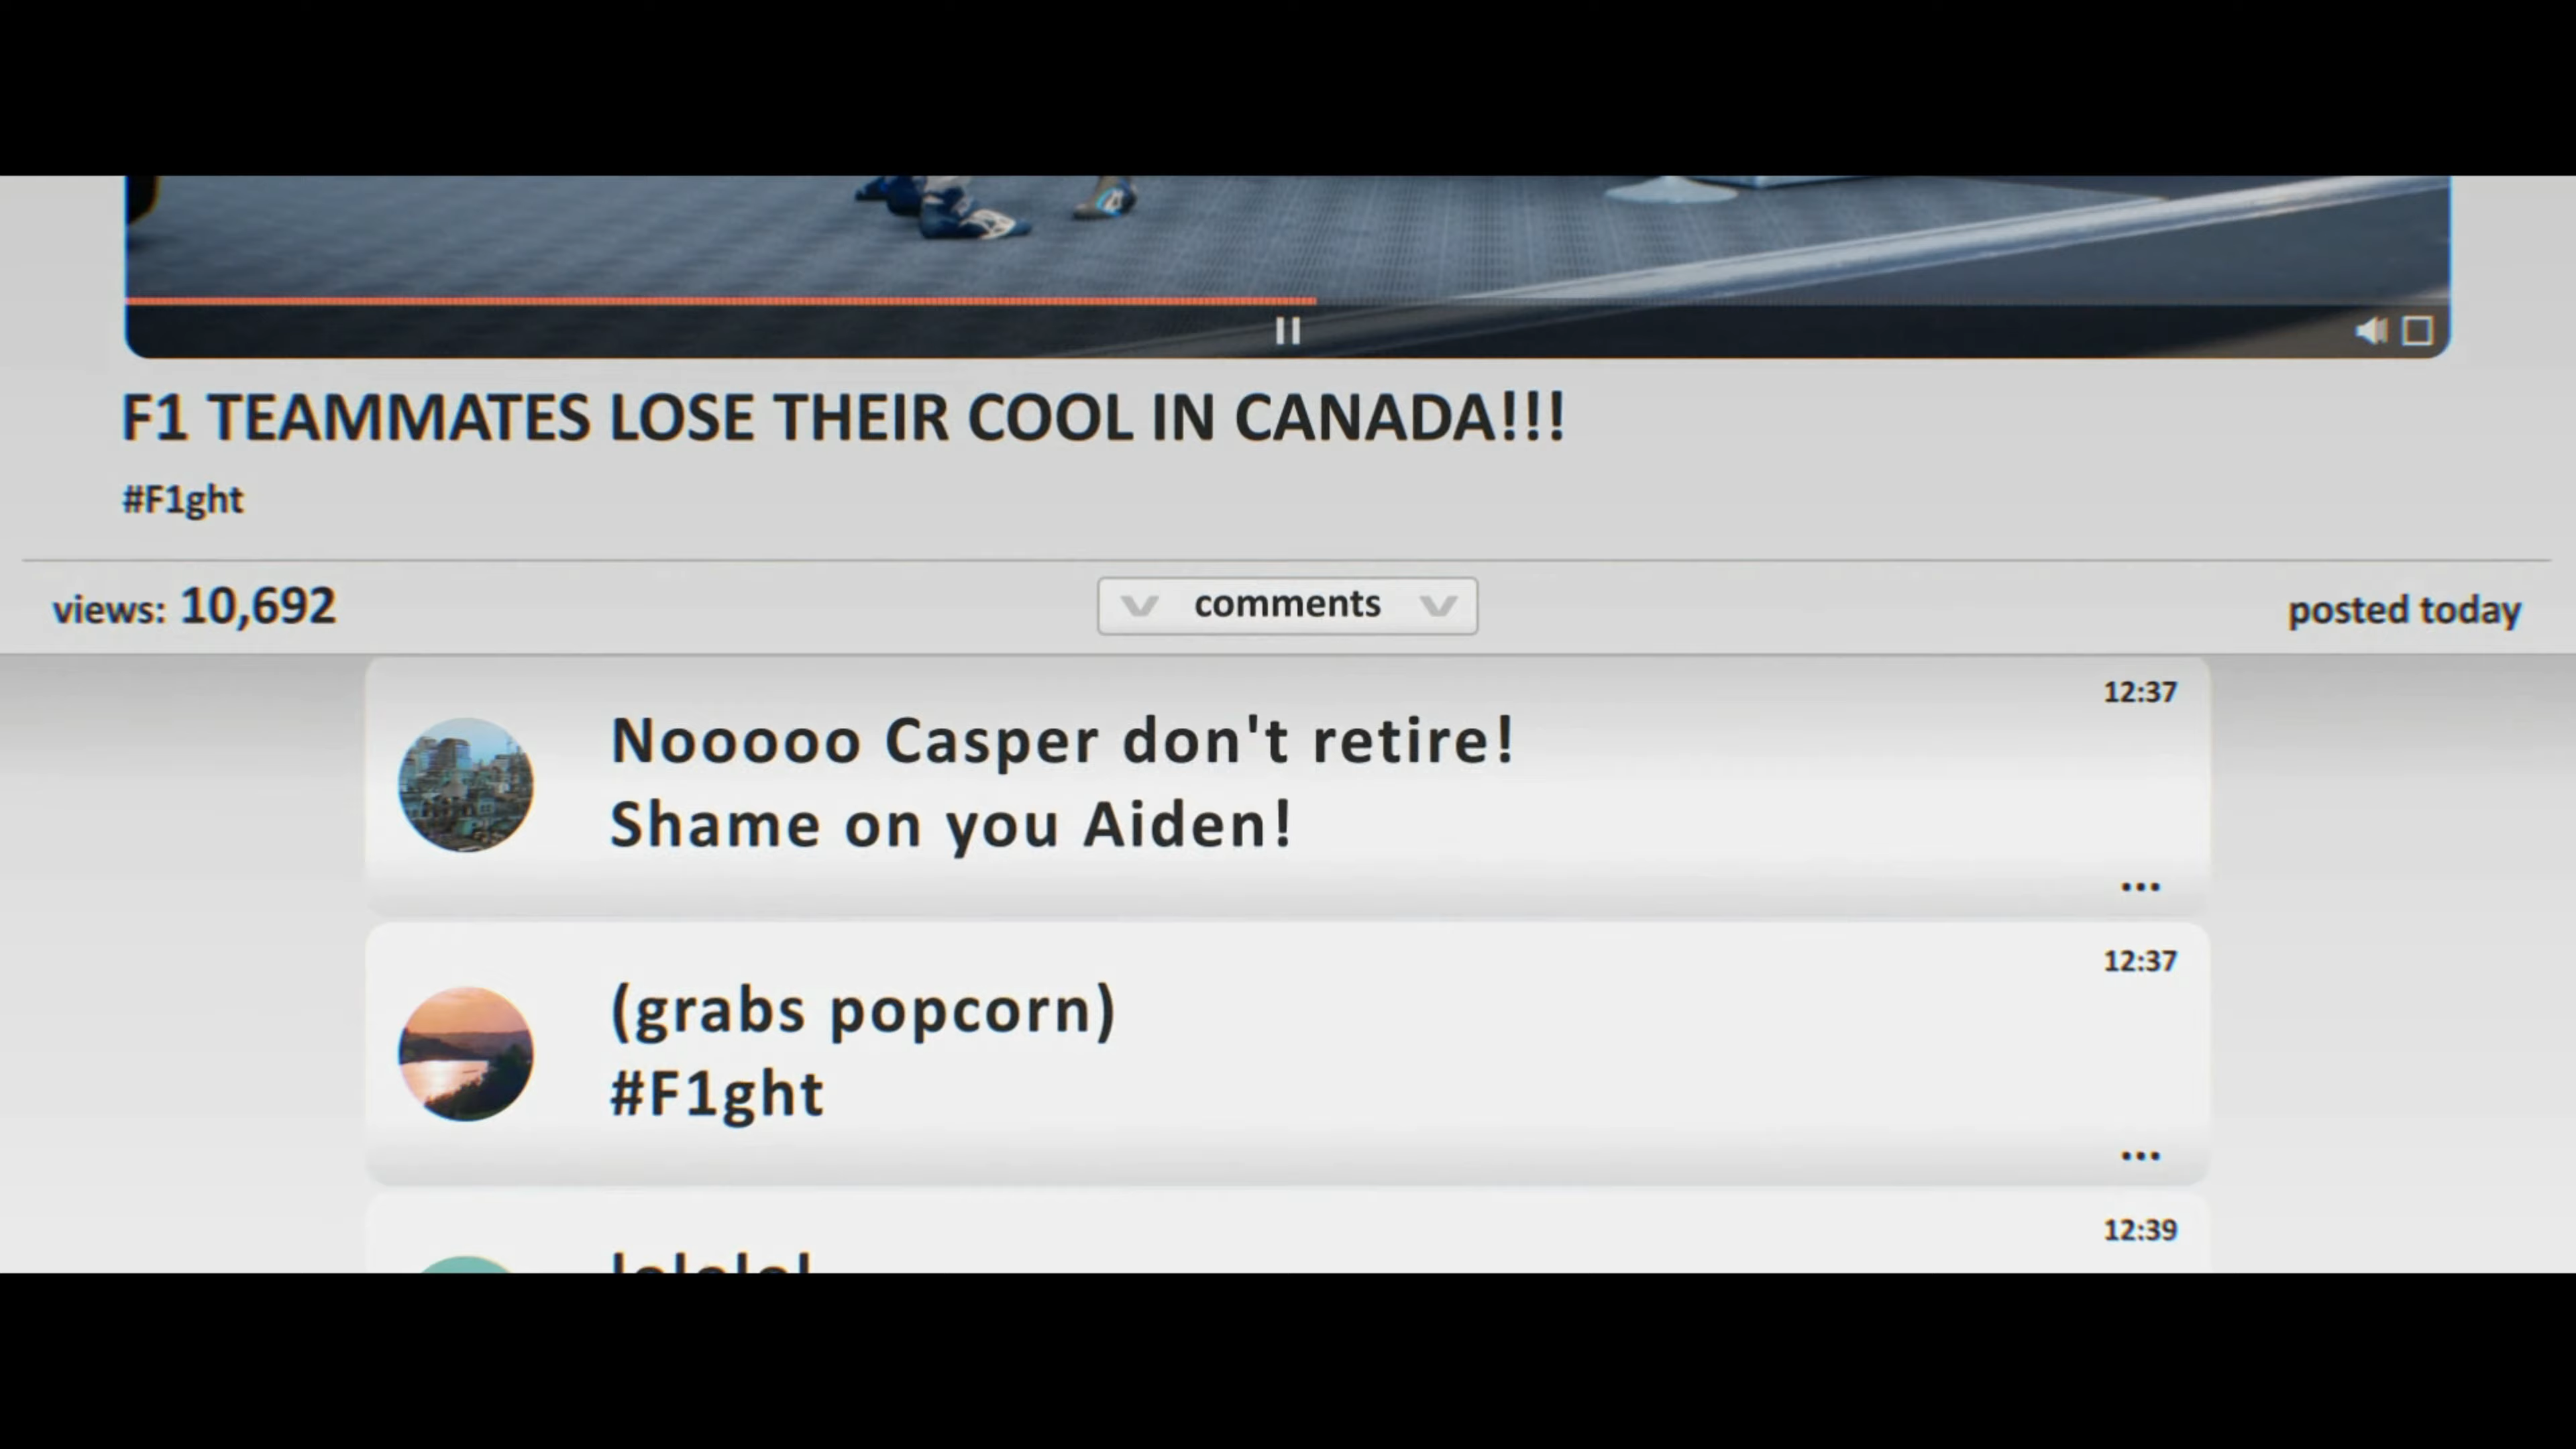 F1 TEAMMATES LOSE THEIR COOL IN CANADA!!!
#F1ght
views: 10,692
comments
posted today
12:37
Nooooo Casper don't retire!
Shame on you Aiden!
...
12:37
(grabs popcorn)
#F1ght
...
12:39